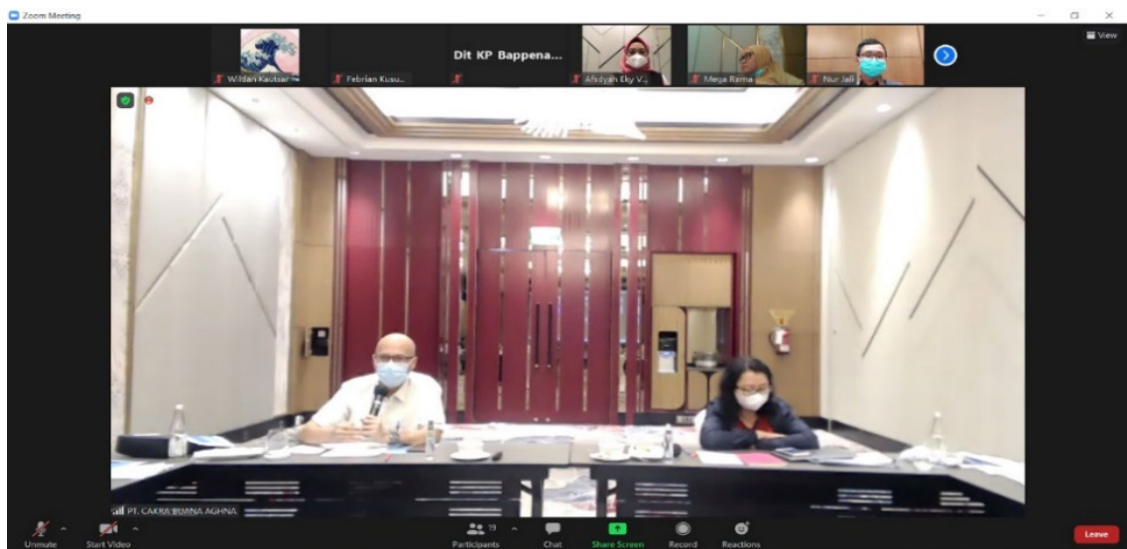 Zoom Meeting
View
Dit KP Bappena...
Wildan Kautsar
Febrian Kusu...
Afsdyah Eky V...
Mega Rama
Nur Jafi
PT. CAKRA BUANA AGHNA
Unmute
Start Video
19
Participants
Chat
Share Screen
Record
Reactions
Leave